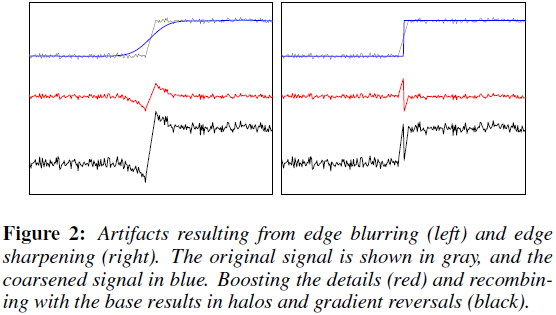 Figure 2: Artifacts resulting from edge blurring (left) and edge
sharpening (right). The original signal is shown in gray, and the
coarsened signal in blue. Boosting the details (red) and recombin-
ing with the base results in halos and gradient reversals (black).